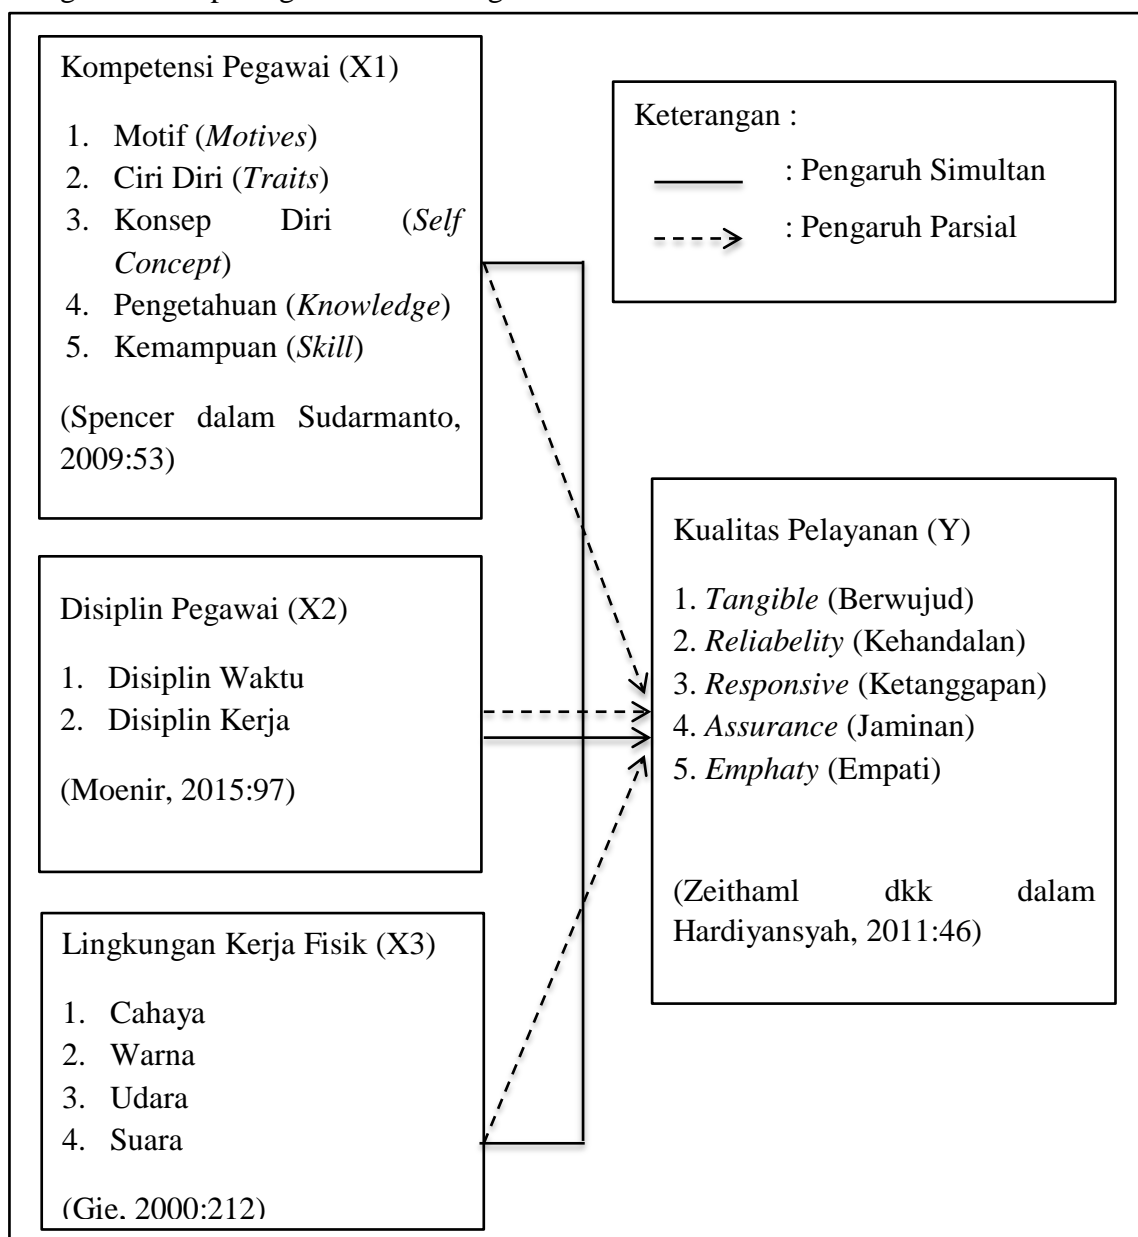 Kompetensi Pegawai (X1)
1. Motif (Motives)
2. Ciri Diri (Traits)
3. Konsep Diri (Self
Concept)
4. Pengetahuan (Knowledge)
5. Kemampuan (Skill)
(Spencer dalam Sudarmanto,
2009:53)
Keterangan :
: Pengaruh Simultan
: Pengaruh Parsial
Disiplin Pegawai (X2)
1. Disiplin Waktu
2. Disiplin Kerja
(Moenir, 2015:97)
Kualitas Pelayanan (Y)
1. Tangible (Berwujud)
2. Reliabelity (Kehandalan)
3. Responsive (Ketanggapan)
4. Assurance (Jaminan)
5. Emphaty (Empati)
(Zeithaml dkk dalam
Hardiyansyah, 2011:46)
Lingkungan Kerja Fisik (X3)
1. Cahaya
2. Warna
3. Udara
4. Suara
(Gie, 2000:212)